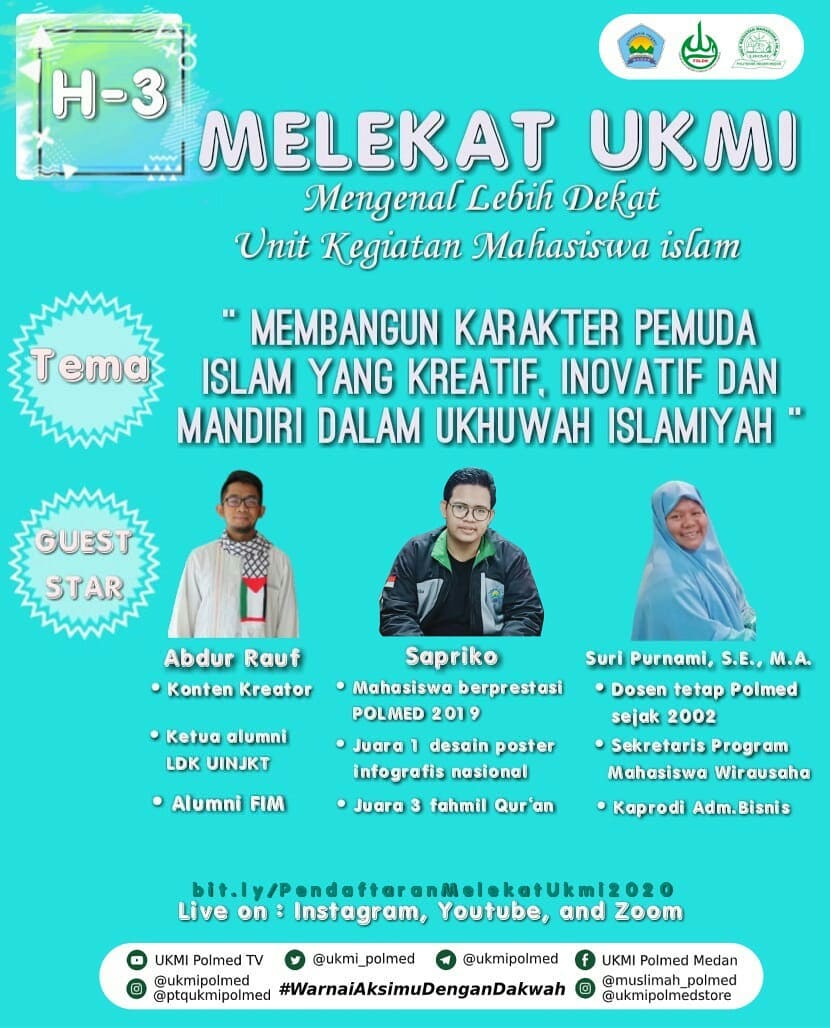 H-3
MELEKAT UKMI
Mengenal Lebih Dekat
Unit Kegiatan Mahasiswa islam
Tema
" MEMBANGUN KARAKTER PEMUDA
ISLAM YANG KREATIF, INOVATIF DAN
MANDIRI DALAM UKHUWAH ISLAMIYAH "
GUEST
STAR
Abdur Rauf
• Konten Kreator
• Ketua alumni
LDK UINJKT
• Alumni FIM
Sapriko
• Mahasiswa berprestasi
POLMED 2019
• Juara 1 desain poster
infografis nasional
• Juara 3 fahmil Qur'an
Suri Purnami, S.E., M.A.
• Dosen tetap Polmed
sejak 2002
• Sekretaris Program
Mahasiswa Wirausaha
• Kaprodi Adm.Bisnis
bit.ly/PendaftaranMelekatUkmi2020
Live on : Instagram, Youtube, and Zoom
UKMI Polmed TV @ukmi_polmed @ukmipolmed UKMI Polmed Medan
@ukmipolmed
@ptqukmipolmed
#WarnaiAksimuDenganDakwah
@muslimah_polmed
@ukmipolmedstore